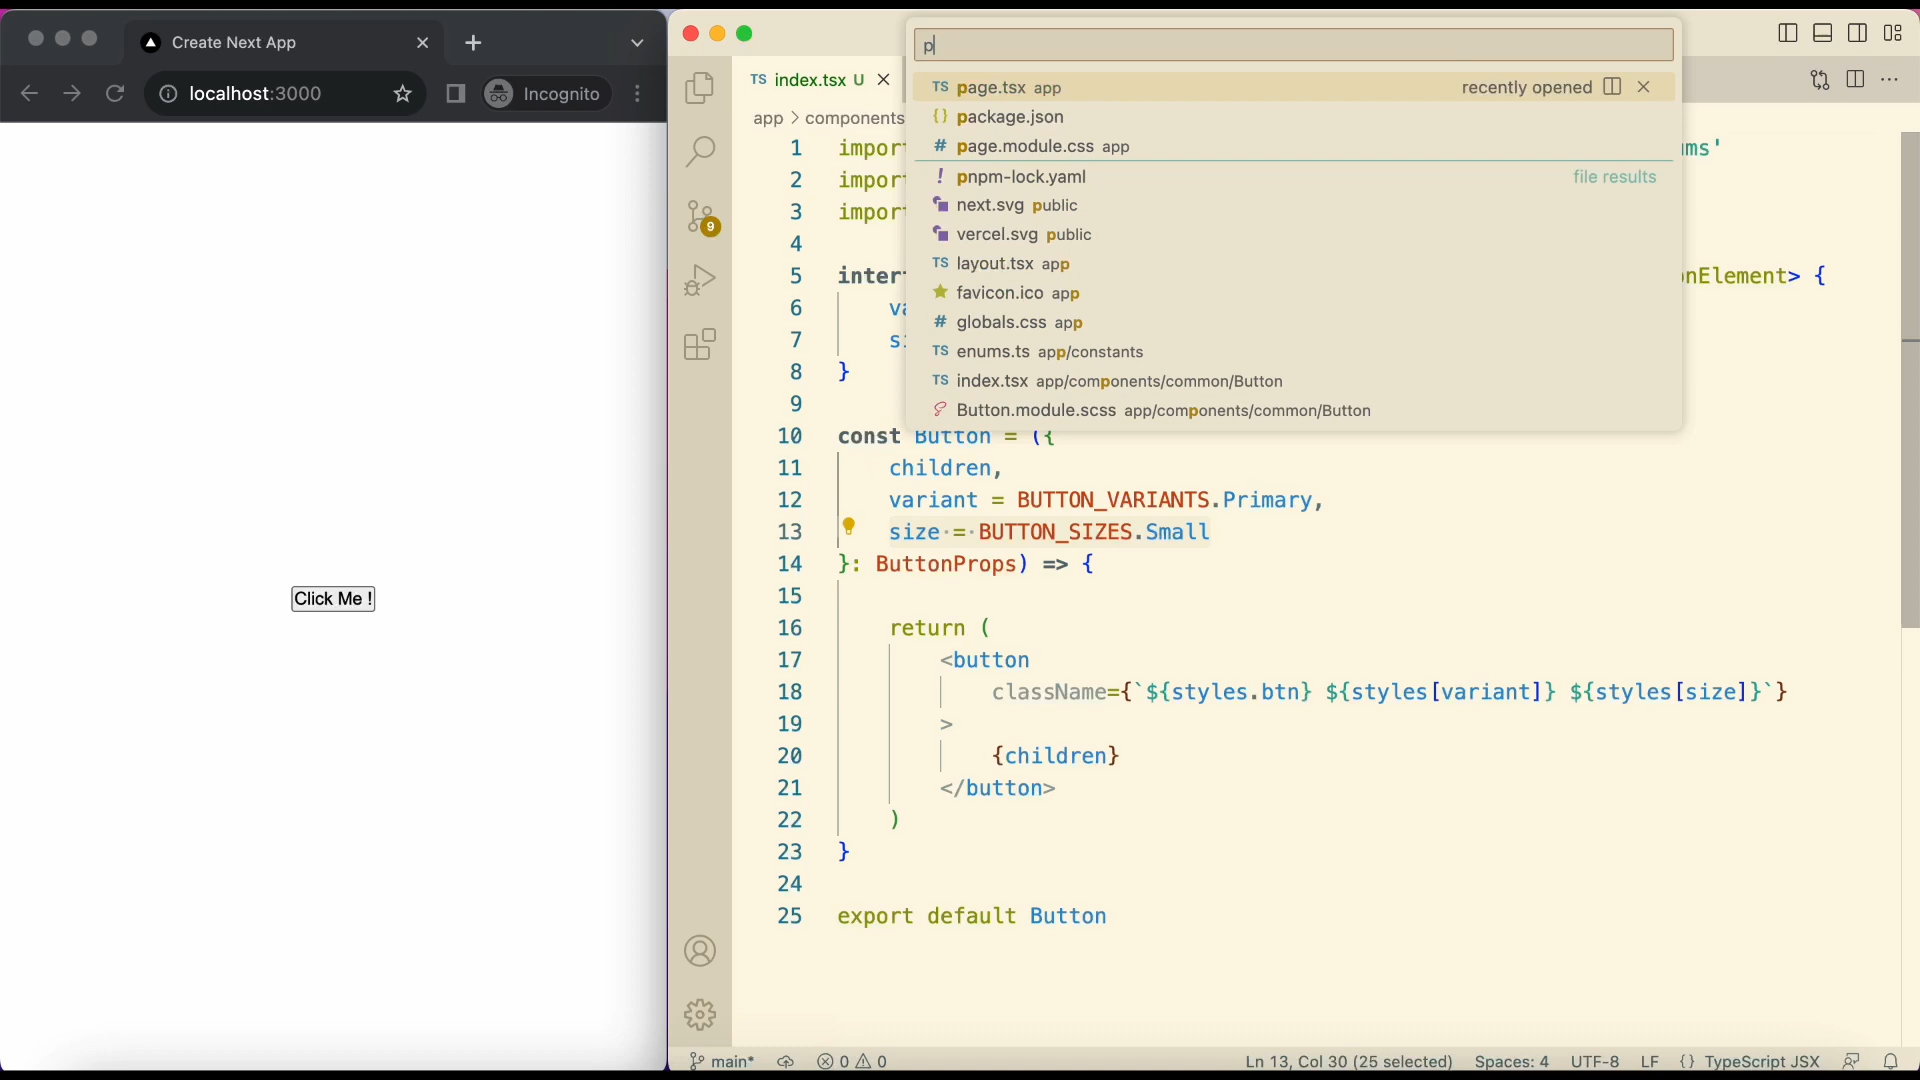 Create Next App
localhost:3000
Incognito
Click Me !
p
TS index.tsx U
TS page.tsx app recently opened
{} package.json
# page.module.css app
! pnpm-lock.yaml file results
next.svg public
vercel.svg public
TS layout.tsx app
favicon.ico app
# globals.css app
TS enums.ts app/constants
TS index.tsx app/components/common/Button
Button.module.scss app/components/common/Button
9
app > components
1 impor ms'
2 impor
3 impor
4
5 inter nElement> {
6 va
7 s
8 }
9
10 const Button = ({
11 children,
12 variant = BUTTON_VARIANTS.Primary,
13 size = BUTTON_SIZES.Small
14 }: ButtonProps) => {
15
16 return (
17 <button
18 className={`${styles.btn} ${styles[variant]} ${styles[size]}`}
19 >
20 {children}
21 </button>
22 )
23 }
24
25 export default Button
main* 0 0 Ln 13, Col 30 (25 selected) Spaces: 4 UTF-8 LF {} TypeScript JSX